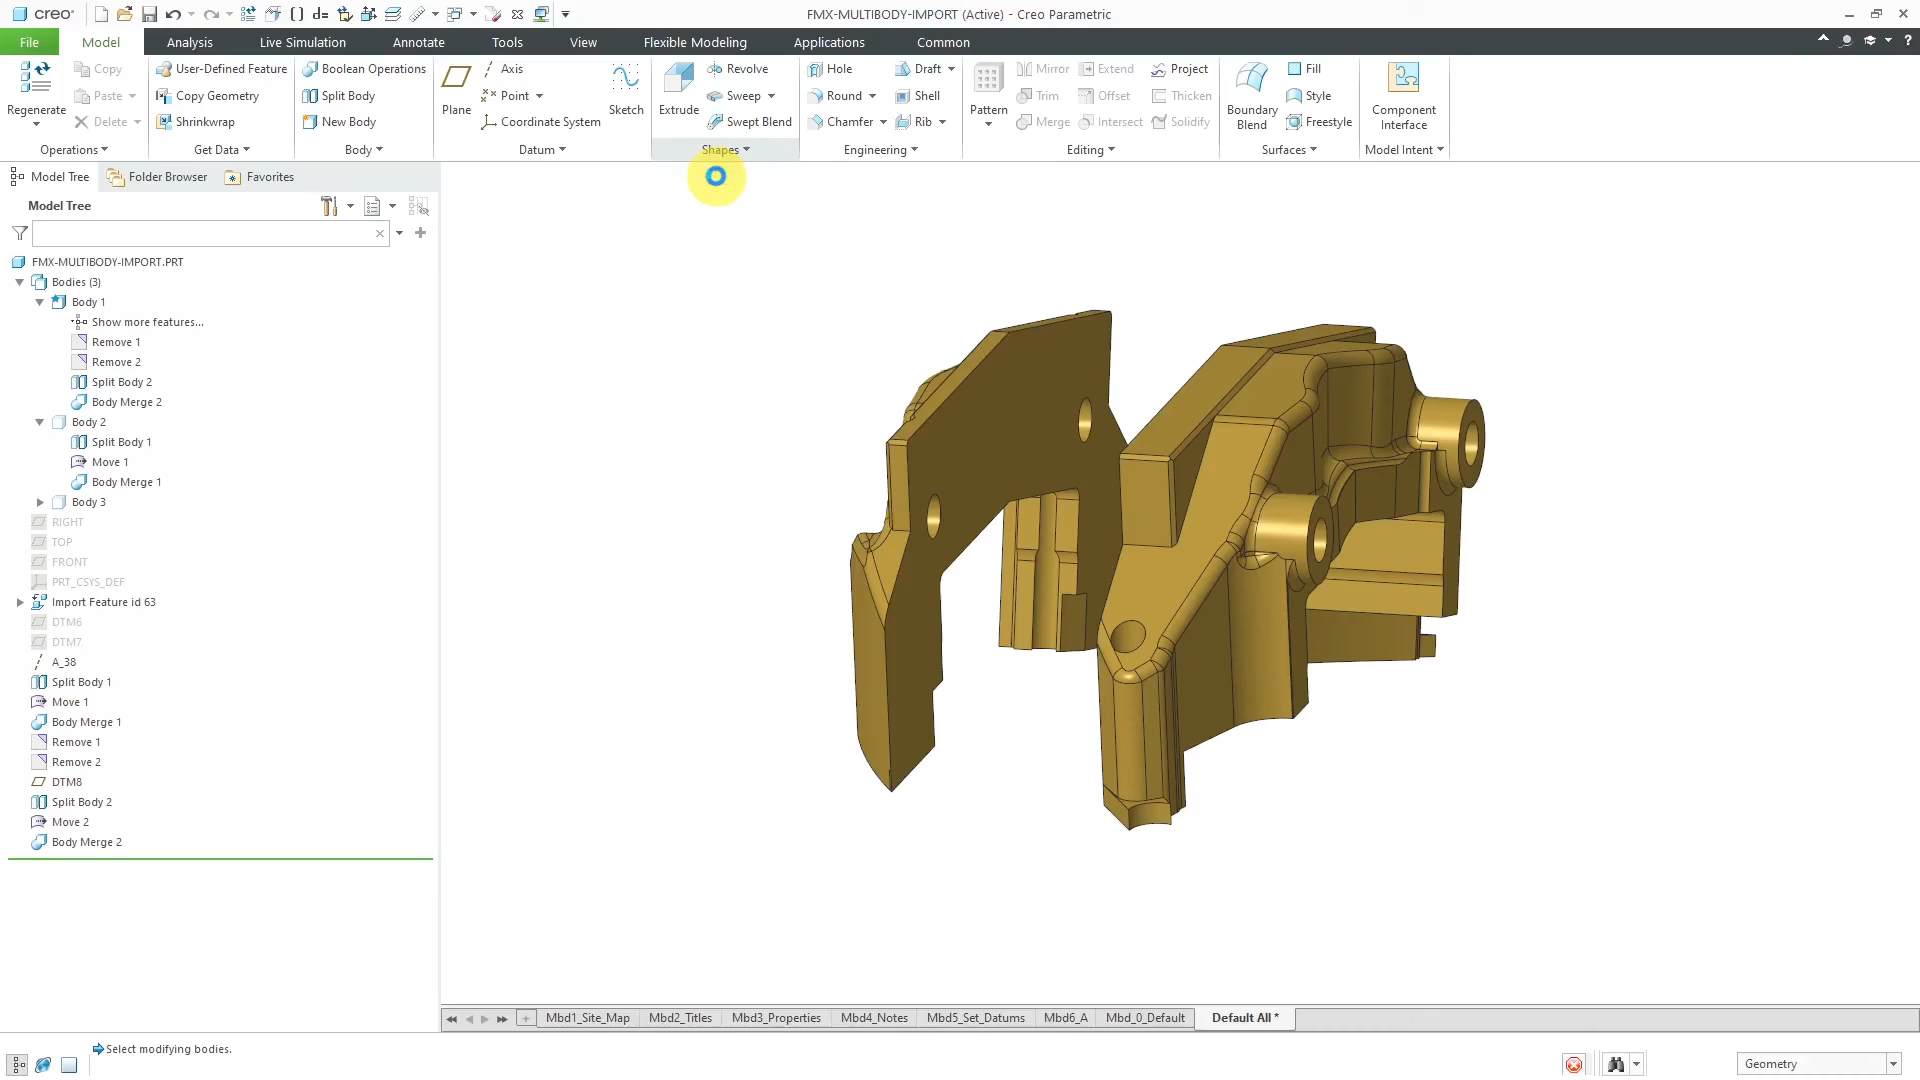 creo
FMX-MULTIBODY-IMPORT (Active) - Creo Parametric
File
Model
Analysis
Live Simulation
Annotate
Tools
View
Flexible Modeling
Applications
Common
?
Regenerate
Copy
Paste
Delete
Operations
User-Defined Feature
Copy Geometry
Shrinkwrap
Get Data
Boolean Operations
Split Body
New Body
Body
Plane
Axis
Point
Coordinate System
Sketch
Datum
Extrude
Revolve
Sweep
Swept Blend
Shapes
Hole
Round
Chamfer
Draft
Shell
Rib
Engineering
Pattern
Mirror
Trim
Merge
Extend
Offset
Intersect
Project
Thicken
Solidify
Editing
Boundary
Blend
Fill
Style
Freestyle
Surfaces
Component
Interface
Model Intent
Model Tree
Folder Browser
Favorites
Model Tree
FMX-MULTIBODY-IMPORT.PRT
Bodies (3)
Body 1
Show more features...
Remove 1
Remove 2
Split Body 2
Body Merge 2
Body 2
Split Body 1
Move 1
Body Merge 1
Body 3
RIGHT
TOP
FRONT
PRT_CSYS_DEF
Import Feature id 63
DTM6
DTM7
A_38
Split Body 1
Move 1
Body Merge 1
Remove 1
Remove 2
DTM8
Split Body 2
Move 2
Body Merge 2
Mbd1_Site_Map
Mbd2_Titles
Mbd3_Properties
Mbd4_Notes
Mbd5_Set_Datums
Mbd6_A
Mbd_0_Default
Default All *
Select modifying bodies.
Geometry